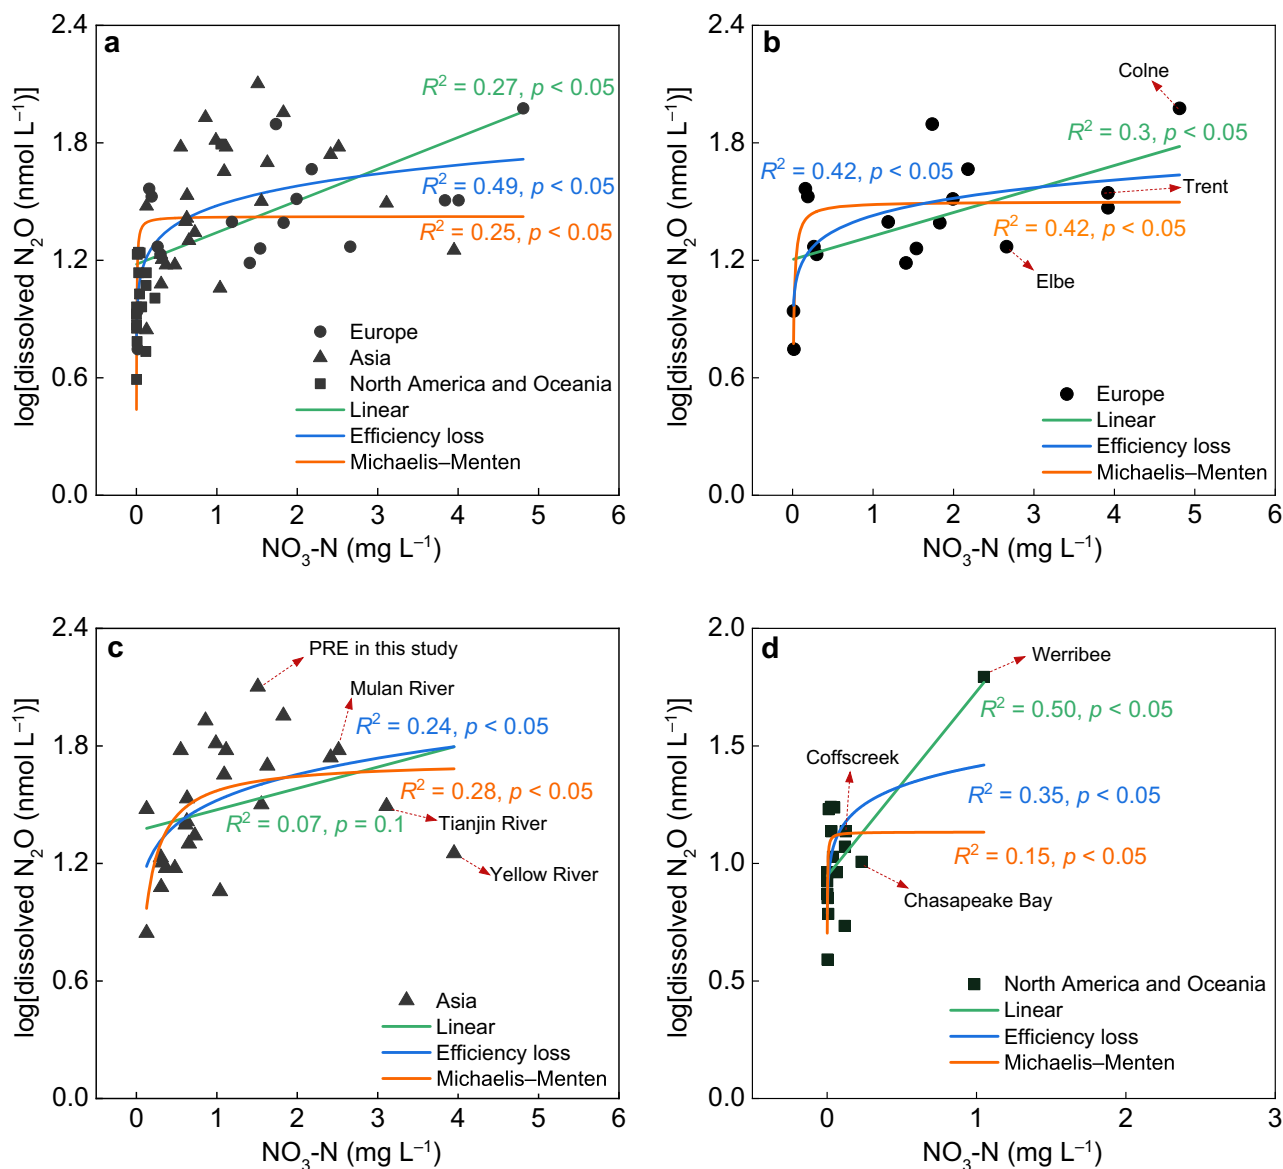 a
2.4
1.8
1.2
0.6
0.0
log[dissolved N₂O (nmol L⁻¹)]
R² = 0.27, p < 0.05
R² = 0.49, p < 0.05
R² = 0.25, p < 0.05
Europe
Asia
North America and Oceania
Linear
Efficiency loss
Michaelis–Menten
0 1 2 3 4 5 6
NO₃-N (mg L⁻¹)
b
2.4
1.8
1.2
0.6
0.0
log[dissolved N₂O (nmol L⁻¹)]
Colne
R² = 0.3, p < 0.05
R² = 0.42, p < 0.05
Trent
R² = 0.42, p < 0.05
Elbe
Europe
Linear
Efficiency loss
Michaelis–Menten
0 1 2 3 4 5 6
NO₃-N (mg L⁻¹)
c
2.4
1.8
1.2
0.6
0.0
log[dissolved N₂O (nmol L⁻¹)]
PRE in this study
Mulan River
R² = 0.24, p < 0.05
R² = 0.28, p < 0.05
R² = 0.07, p = 0.1
Tianjin River
Yellow River
Asia
Linear
Efficiency loss
Michaelis–Menten
0 1 2 3 4 5 6
NO₃-N (mg L⁻¹)
d
2.0
1.5
1.0
0.5
0.0
log[dissolved N₂O (nmol L⁻¹)]
Werribee
R² = 0.50, p < 0.05
Coffscreek
R² = 0.35, p < 0.05
R² = 0.15, p < 0.05
Chasapeake Bay
North America and Oceania
Linear
Efficiency loss
Michaelis–Menten
0 1 2 3
NO₃-N (mg L⁻¹)